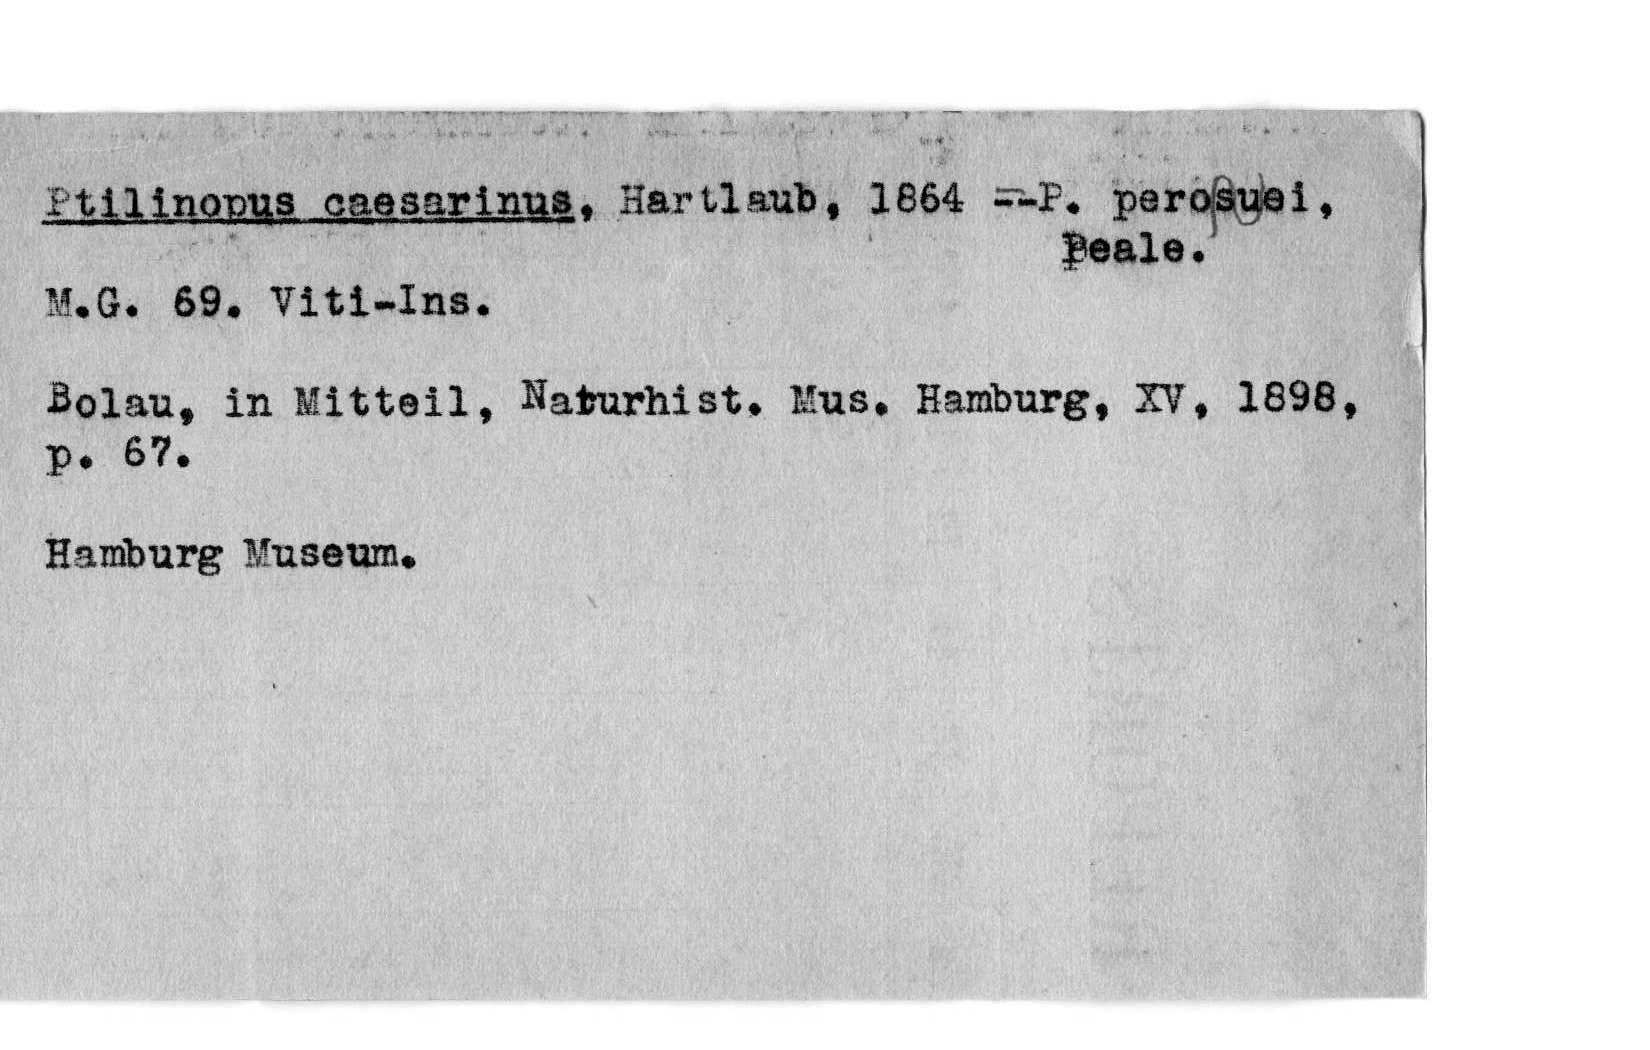 Ptilinopus caesarinus, Hartlaub, 1864 =-P. perosuei,
Peale.
M.G. 69. Viti-Ins.
Bolau, in Mitteil, Naturhist. Mus. Hamburg, XV, 1898,
p. 67.
Hamburg Museum.